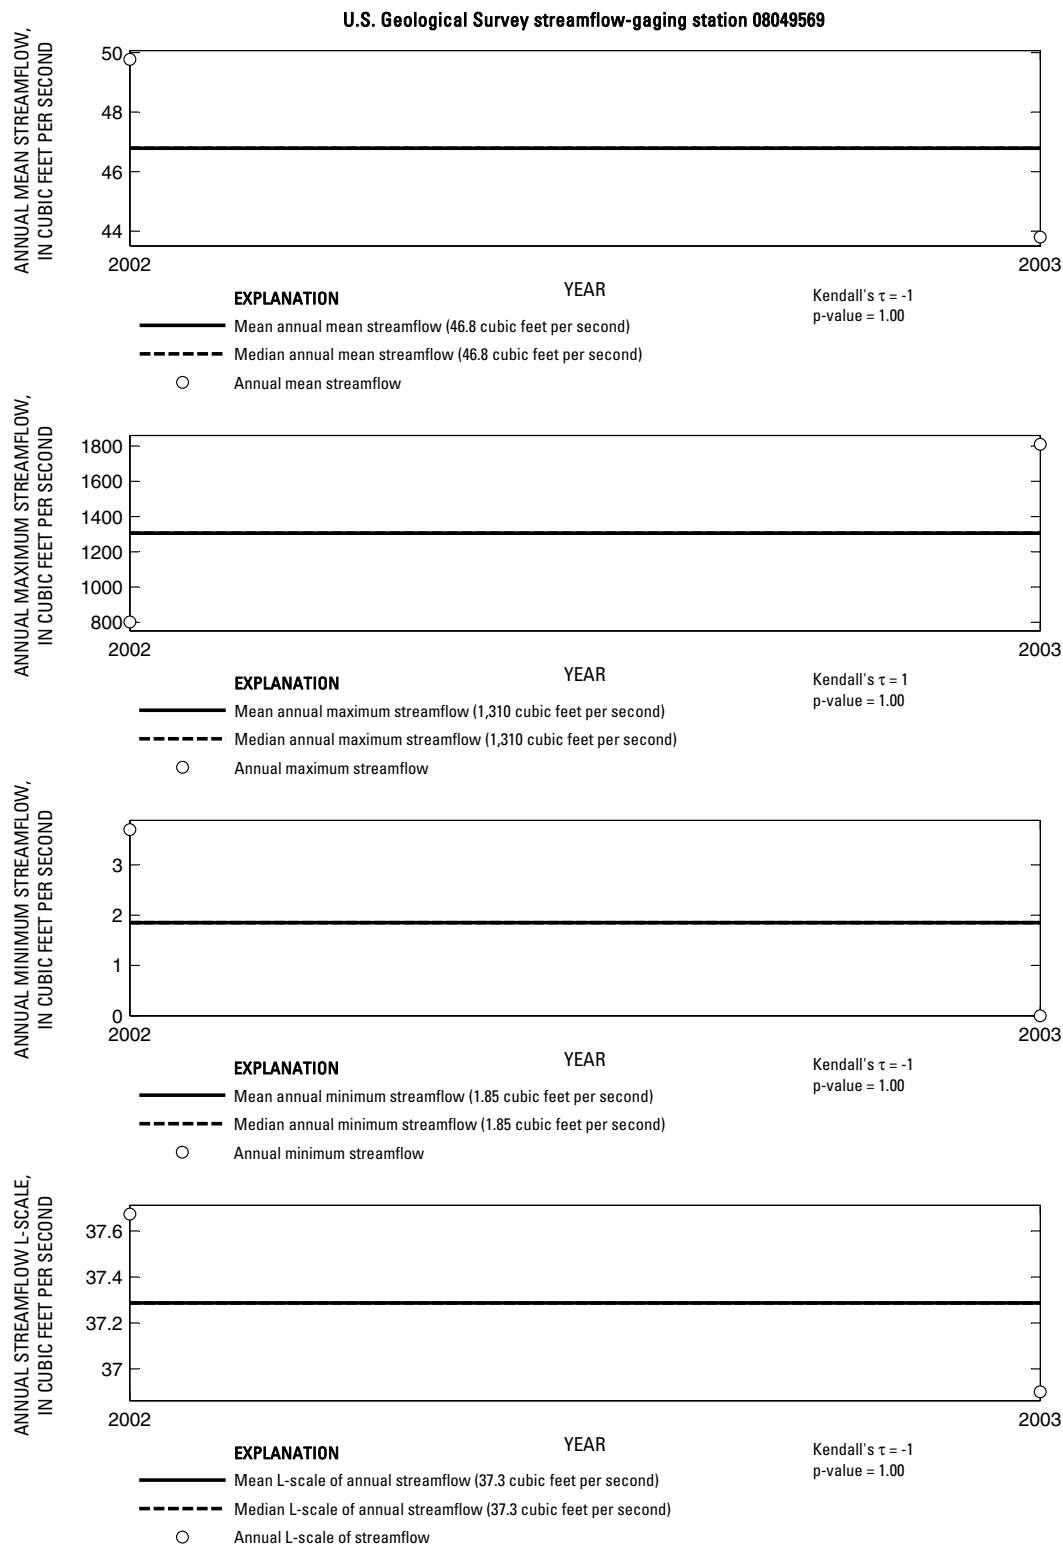 U.S. Geological Survey streamflow-gaging station 08049569
ANNUAL MEAN STREAMFLOW,
IN CUBIC FEET PER SECOND
50
48
46
44
2002
2003
YEAR
EXPLANATION
Mean annual mean streamflow (46.8 cubic feet per second)
Median annual mean streamflow (46.8 cubic feet per second)
Annual mean streamflow
Kendall's τ = -1
p-value = 1.00
ANNUAL MAXIMUM STREAMFLOW,
IN CUBIC FEET PER SECOND
1800
1600
1400
1200
1000
800
2002
2003
YEAR
EXPLANATION
Mean annual maximum streamflow (1,310 cubic feet per second)
Median annual maximum streamflow (1,310 cubic feet per second)
Annual maximum streamflow
Kendall's τ = 1
p-value = 1.00
ANNUAL MINIMUM STREAMFLOW,
IN CUBIC FEET PER SECOND
3
2
1
0
2002
2003
YEAR
EXPLANATION
Mean annual minimum streamflow (1.85 cubic feet per second)
Median annual minimum streamflow (1.85 cubic feet per second)
Annual minimum streamflow
Kendall's τ = -1
p-value = 1.00
ANNUAL STREAMFLOW L-SCALE,
IN CUBIC FEET PER SECOND
37.6
37.4
37.2
37
2002
2003
YEAR
EXPLANATION
Mean L-scale of annual streamflow (37.3 cubic feet per second)
Median L-scale of annual streamflow (37.3 cubic feet per second)
Annual L-scale of streamflow
Kendall's τ = -1
p-value = 1.00